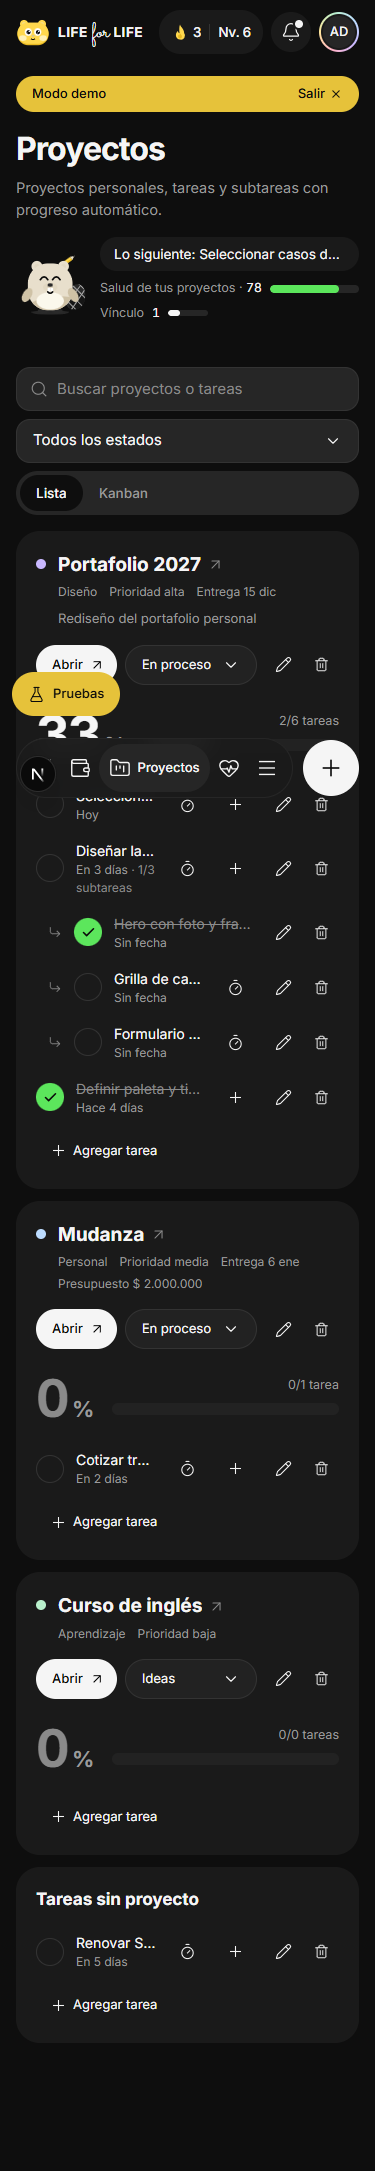 LIFE for LIFE
3
Nv. 6
AD
Modo demo
Salir
Proyectos
Proyectos personales, tareas y subtareas con
progreso automático.
Lo siguiente: Seleccionar casos d...
Salud de tus proyectos · 78
Vínculo 1
Buscar proyectos o tareas
Todos los estados
Lista
Kanban
Portafolio 2027
Diseño Prioridad alta Entrega 15 dic
Rediseño del portafolio personal
Abrir
En proceso
Pruebas
33
2/6 tareas
N
Proyectos
Hoy
Diseñar la...
En 3 días · 1/3
subtareas
Hero con foto y fra...
Sin fecha
Grilla de ca...
Sin fecha
Formulario ...
Sin fecha
Definir paleta y ti...
Hace 4 días
Agregar tarea
Mudanza
Personal Prioridad media Entrega 6 ene
Presupuesto $ 2.000.000
Abrir
En proceso
0 %
0/1 tarea
Cotizar tr...
En 2 días
Agregar tarea
Curso de inglés
Aprendizaje Prioridad baja
Abrir
Ideas
0 %
0/0 tareas
Agregar tarea
Tareas sin proyecto
Renovar S...
En 5 días
Agregar tarea